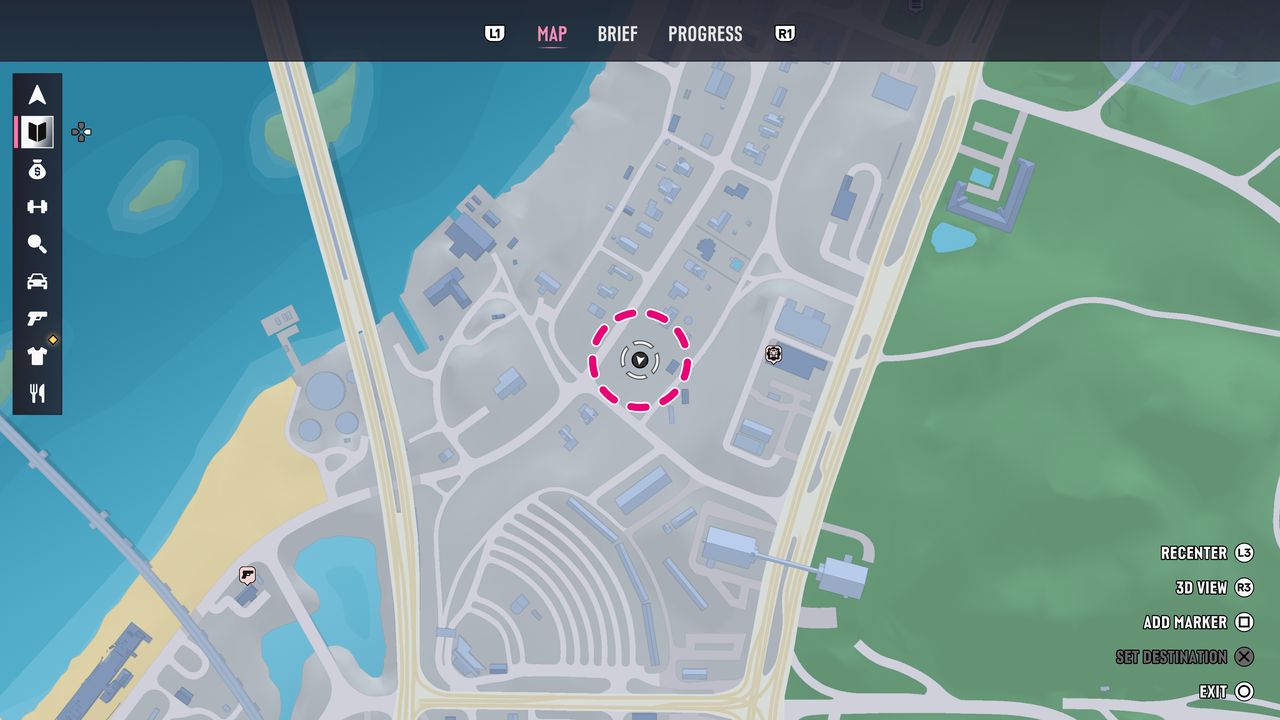 L1 MAP BRIEF PROGRESS R1
$
RECENTER L3
3D VIEW R3
ADD MARKER
SET DESTINATION
EXIT